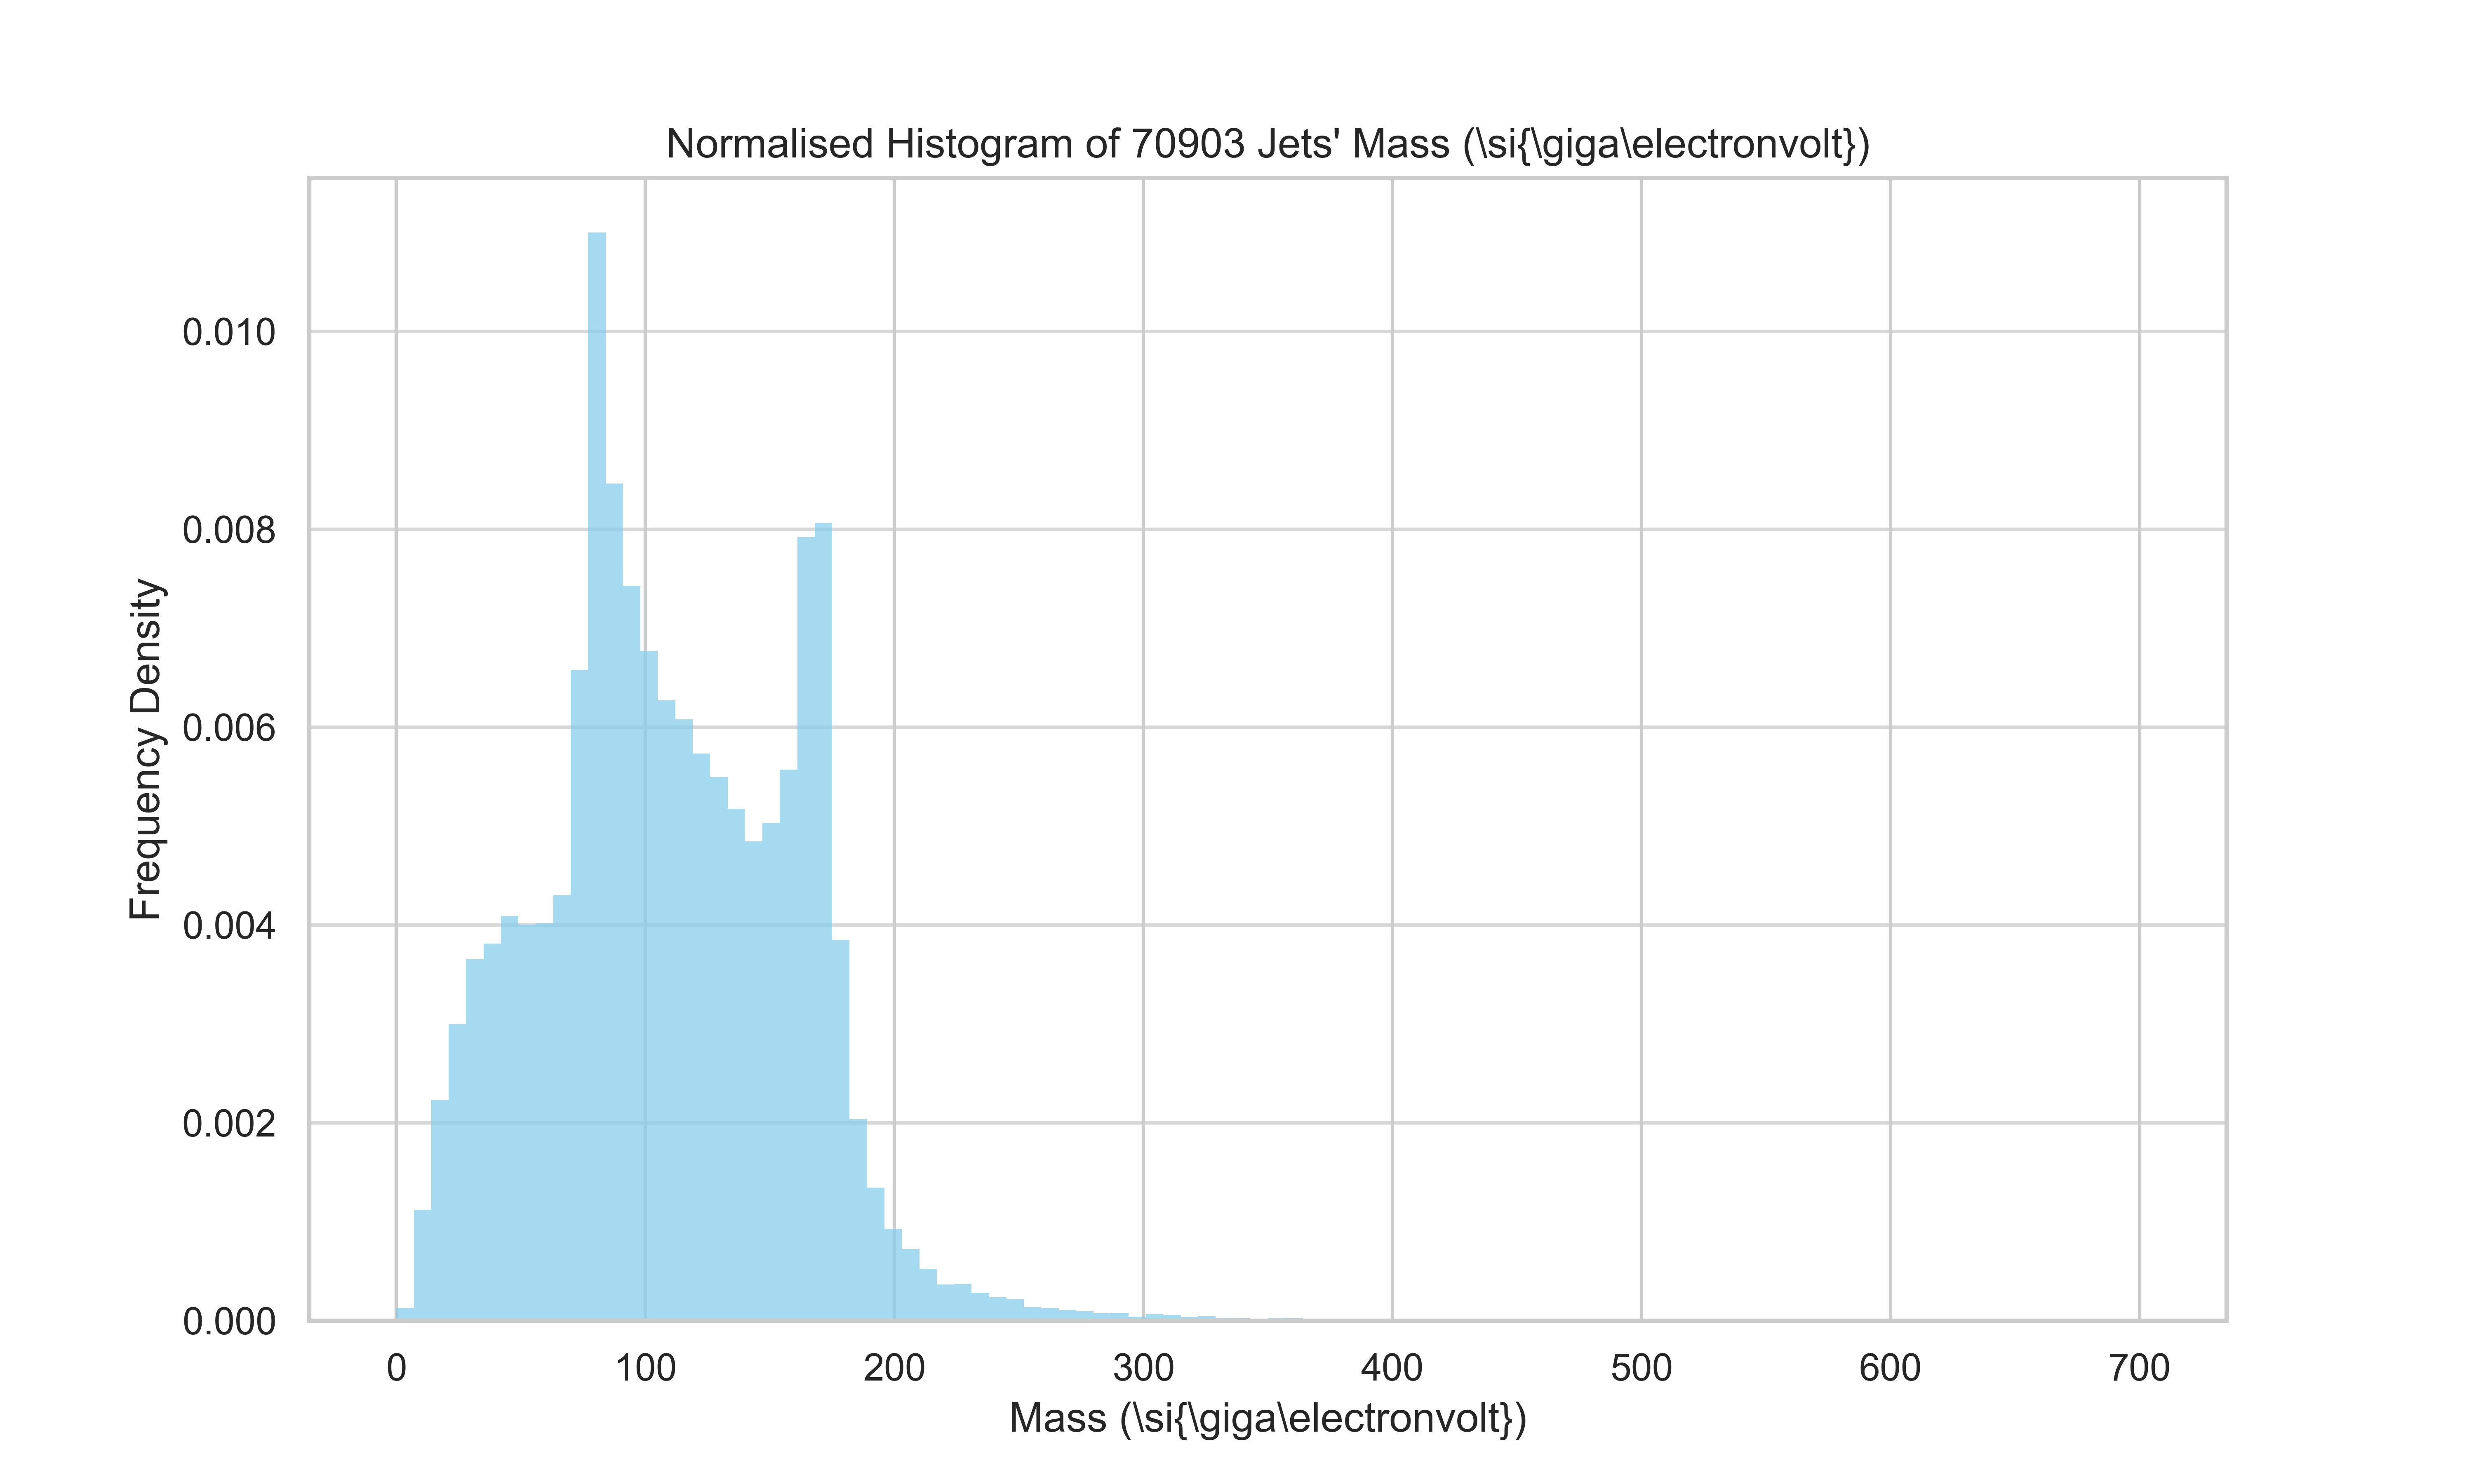 Normalised Histogram of 70903 Jets' Mass (\si{\giga\electronvolt})
Frequency Density
0.010
0.008
0.006
0.004
0.002
0.000
0 100 200 300 400 500 600 700
Mass (\si{\giga\electronvolt})